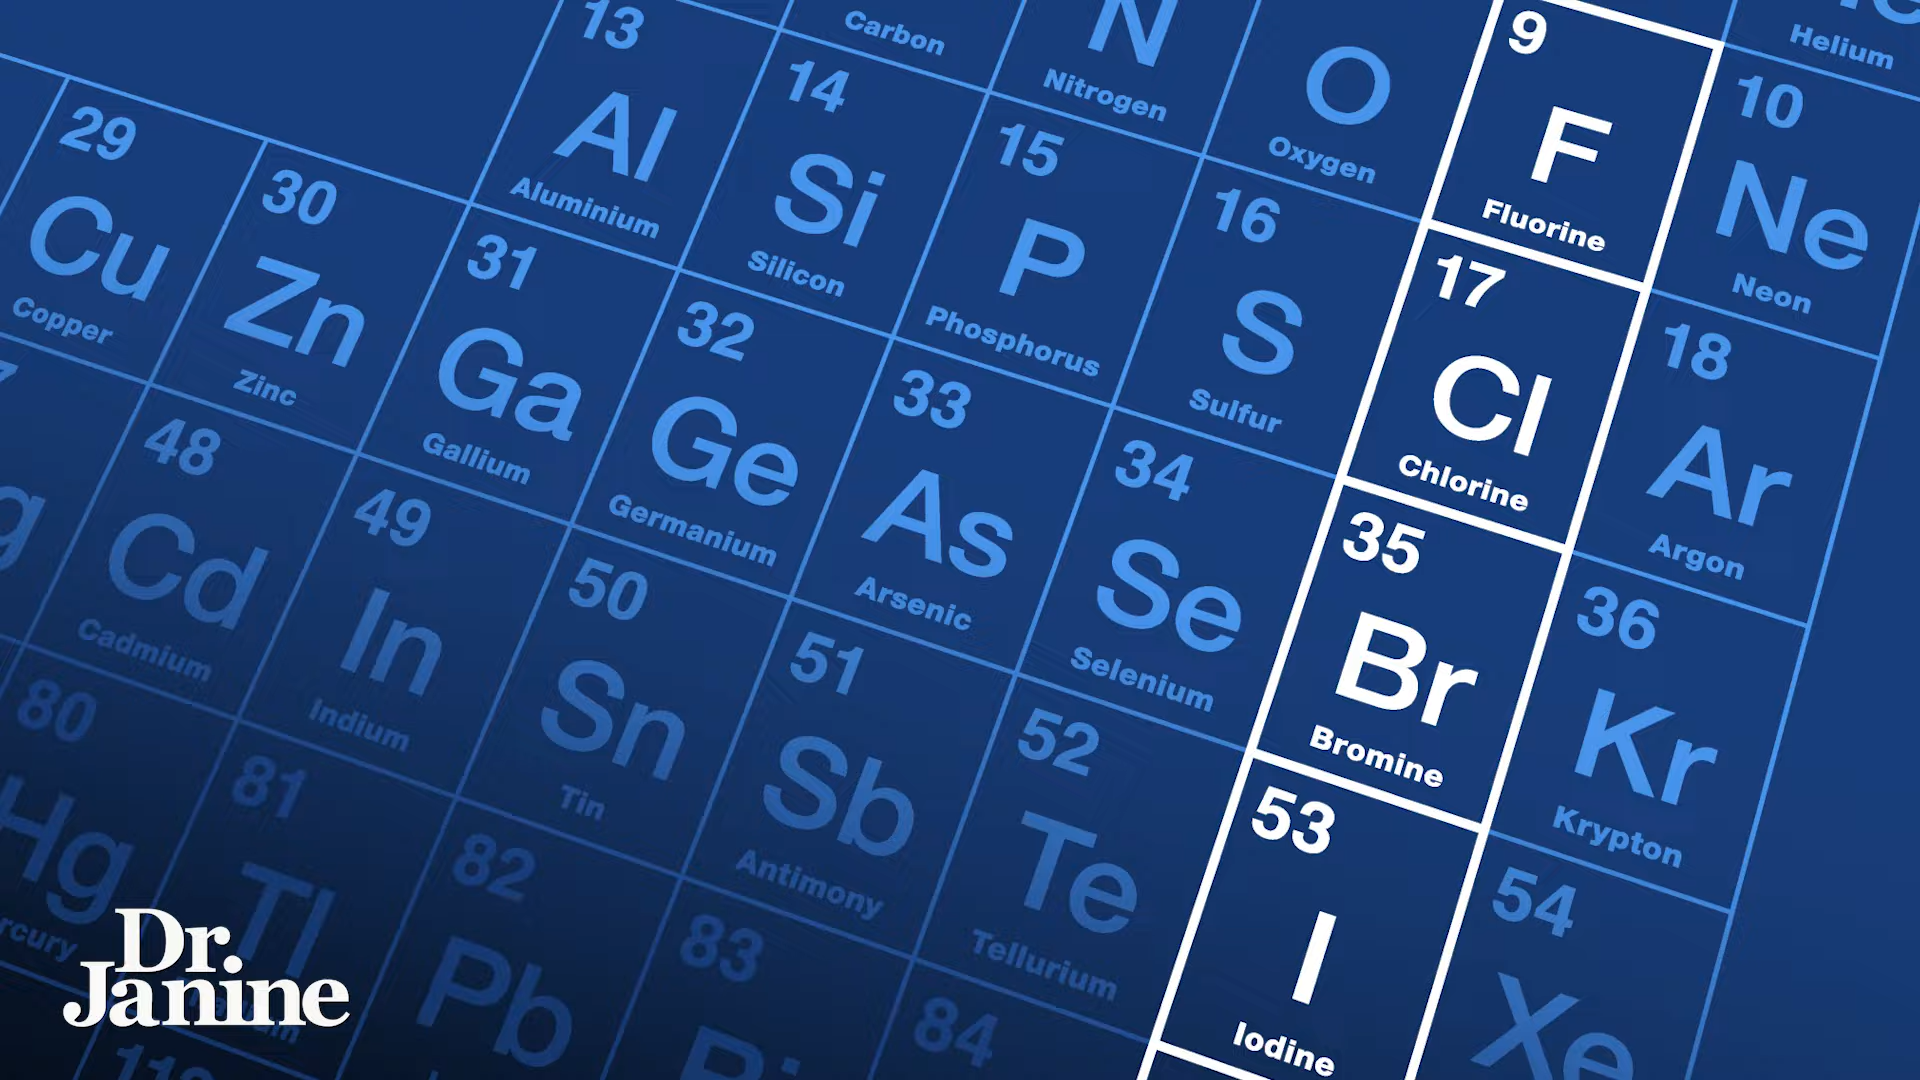 13
Al
Aluminium
Carbon
N
Nitrogen
O
Oxygen
9
F
Fluorine
Helium
29
Cu
Copper
30
Zn
Zinc
31
Ga
Gallium
14
Si
Silicon
15
P
Phosphorus
16
S
Sulfur
17
Cl
Chlorine
10
Ne
Neon
48
Cd
Cadmium
49
In
Indium
32
Ge
Germanium
33
As
Arsenic
34
Se
Selenium
35
Br
Bromine
18
Ar
Argon
80
Hg
rcury
81
Tl
50
Sn
Tin
51
Sb
Antimony
52
Te
Tellurium
53
I
Iodine
36
Kr
Krypton
82
Pb
83
84
54
Xe
Dr.
Janine